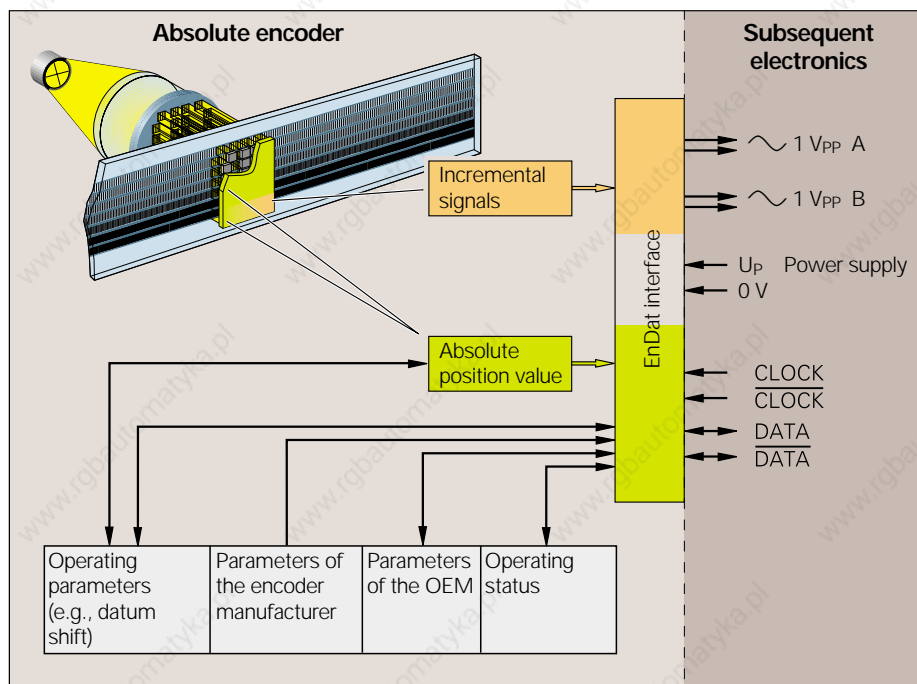 Absolute encoder
Subsequent
electronics
Incremental
signals
1 VPP A
1 VPP B
UP Power supply
0 V
EnDat interface
Absolute
position value
CLOCK
CLOCK
DATA
DATA
Operating
parameters
(e.g., datum
shift)
Parameters of
the encoder
manufacturer
Parameters
of the OEM
Operating
status
www.rgbautomatyka.pl